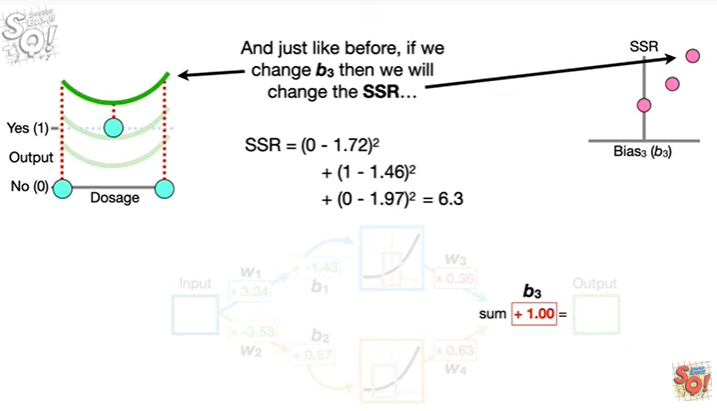 And just like before, if we
change b₃ then we will
change the SSR...
SSR
Yes (1)
Output
No (0)
Dosage
SSR = (0 - 1.72)²
+ (1 - 1.46)²
+ (0 - 1.97)² = 6.3
Bias₃ (b₃)
Input
W₁
x 3.34
+ -1.43
b₁
W₃
x 0.36
x -3.53
W₂
b₂
+ 0.57
x 0.63
W₄
b₃
sum + 1.00 =
Output
SQ!